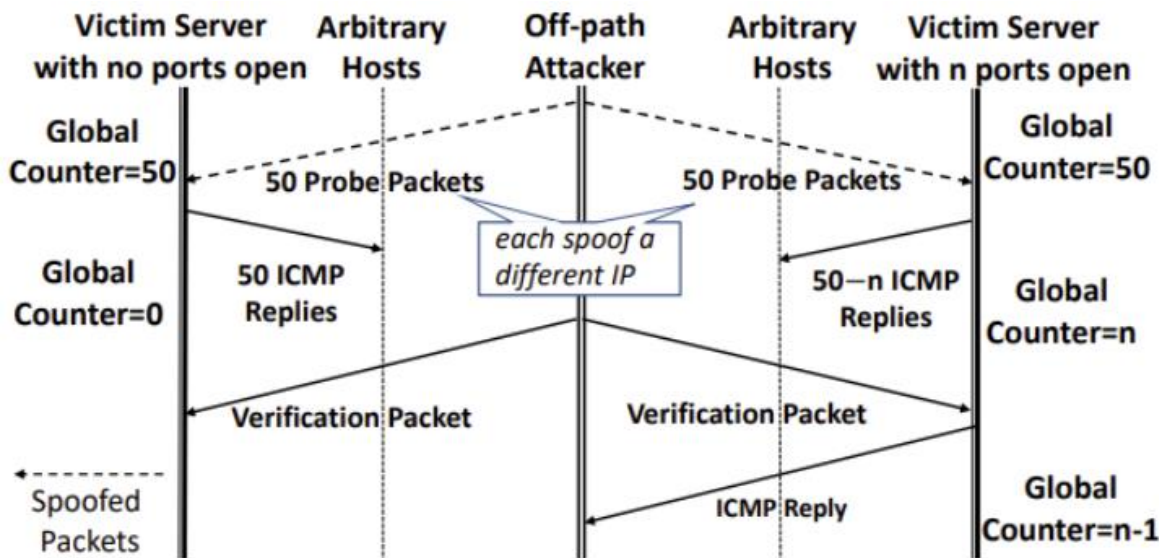 Victim Server
with no ports open
Arbitrary
Hosts
Off-path
Attacker
Arbitrary
Hosts
Victim Server
with n ports open
Global
Counter=50
Global
Counter=50
50 Probe Packets
50 Probe Packets
each spoof a
different IP
Global
Counter=0
50 ICMP
Replies
50−n ICMP
Replies
Global
Counter=n
Verification Packet
Verification Packet
Spoofed
Packets
ICMP Reply
Global
Counter=n-1